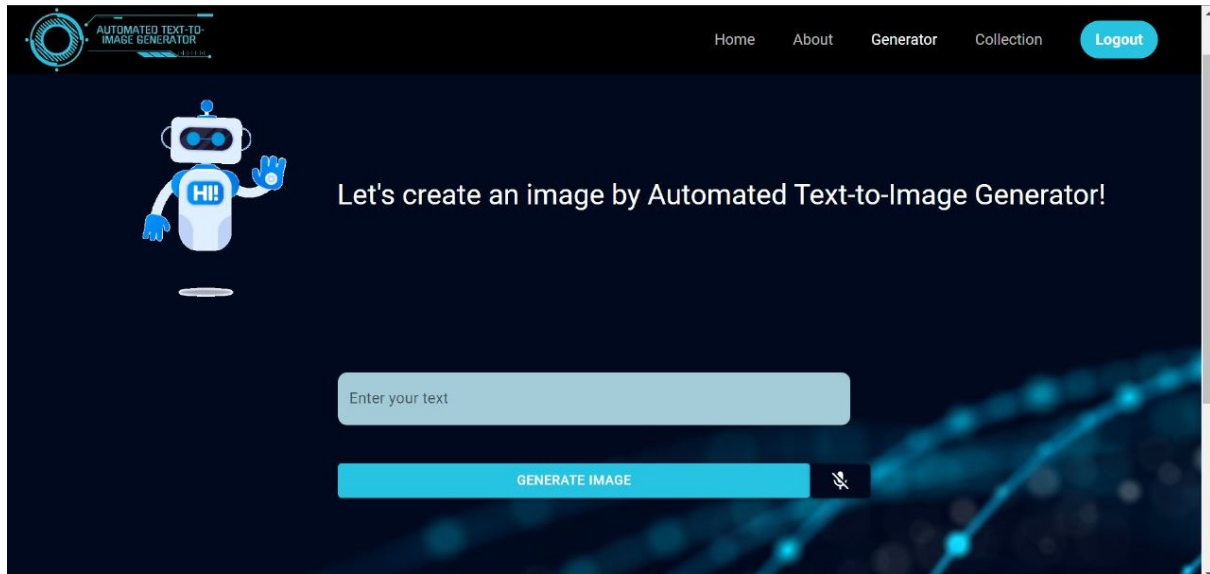 AUTOMATED TEXT-TO-
IMAGE GENERATOR
Home About Generator Collection Logout
HI!
Let's create an image by Automated Text-to-Image Generator!
Enter your text
GENERATE IMAGE